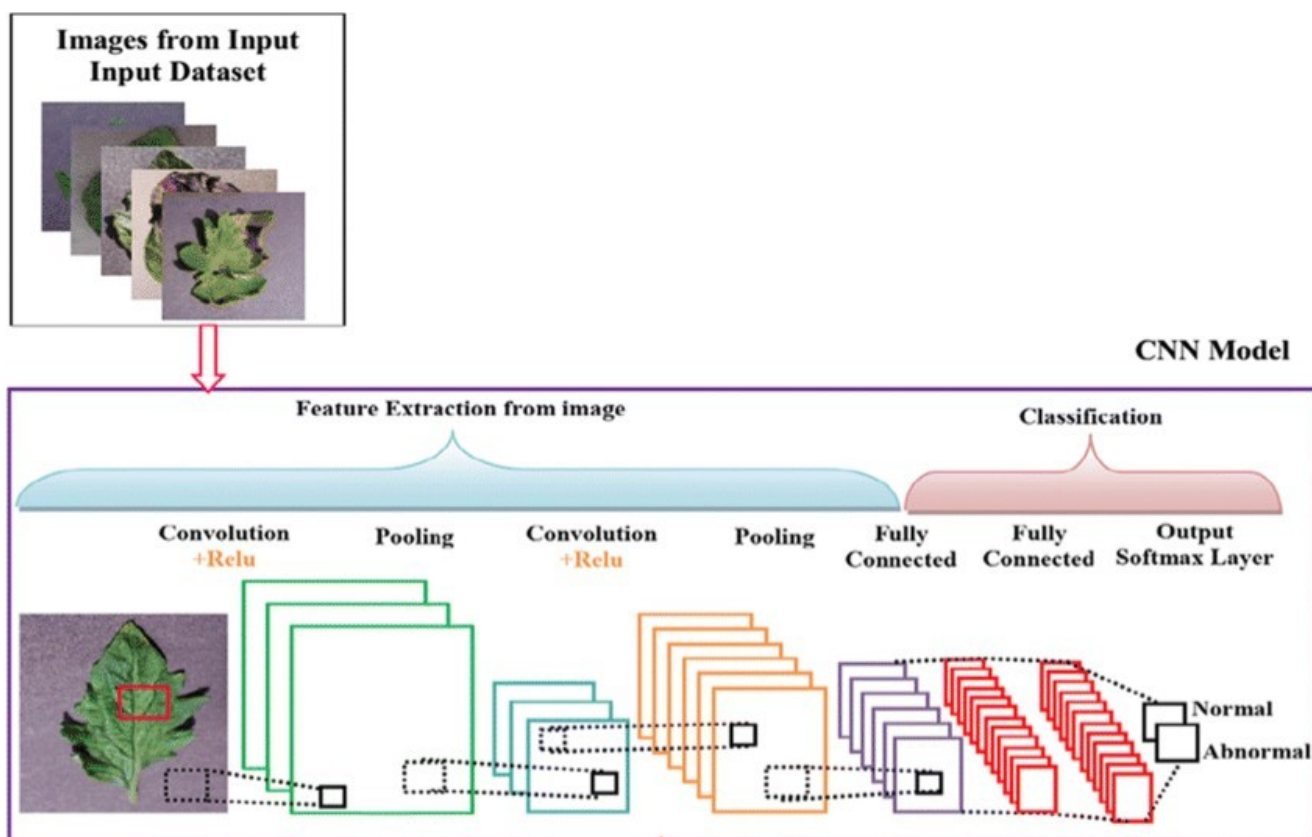 Images from Input
Input Dataset
CNN Model
Feature Extraction from image
Classification
Convolution
+Relu
Pooling
Convolution
+Relu
Pooling
Fully
Connected
Fully
Connected
Output
Softmax Layer
Normal
Abnormal